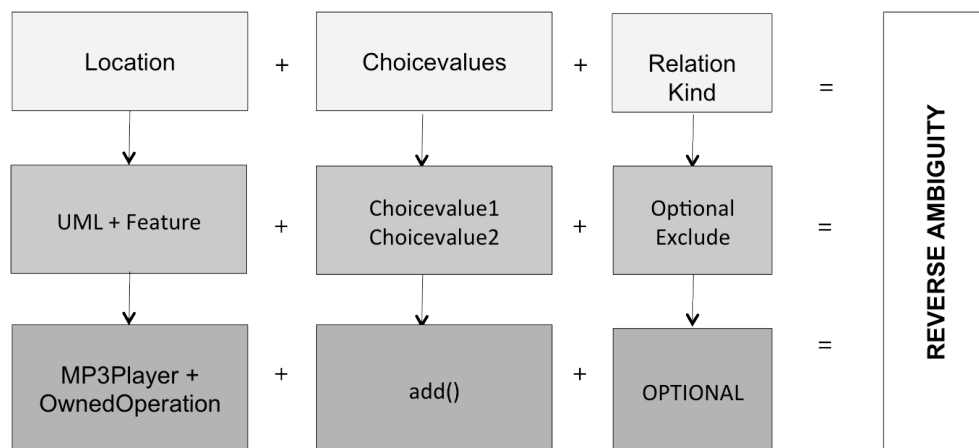 Location + Choicevalues + Relation
Kind =
UML + Feature + Choicevalue1
Choicevalue2 + Optional
Exclude =
MP3Player +
OwnedOperation + add() + OPTIONAL =
REVERSE AMBIGUITY